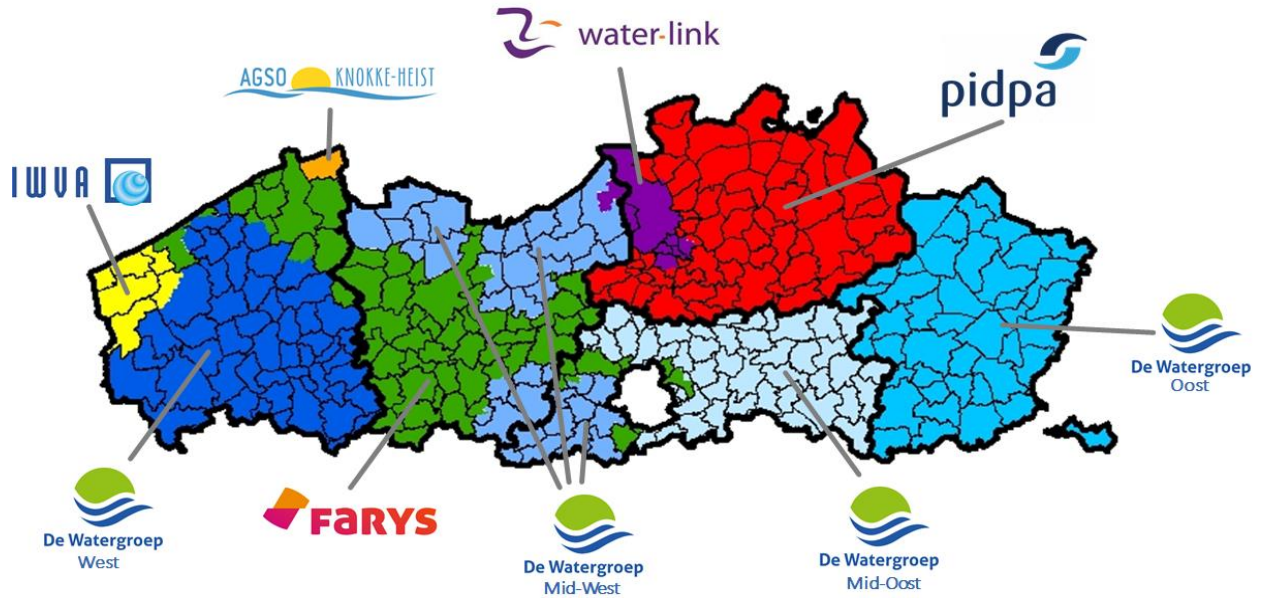 water-link
AGSO KNOKKE-HEIST
pidpa
IWVA
De Watergroep
Oost
FARYS
De Watergroep
West
De Watergroep
Mid-West
De Watergroep
Mid-Oost